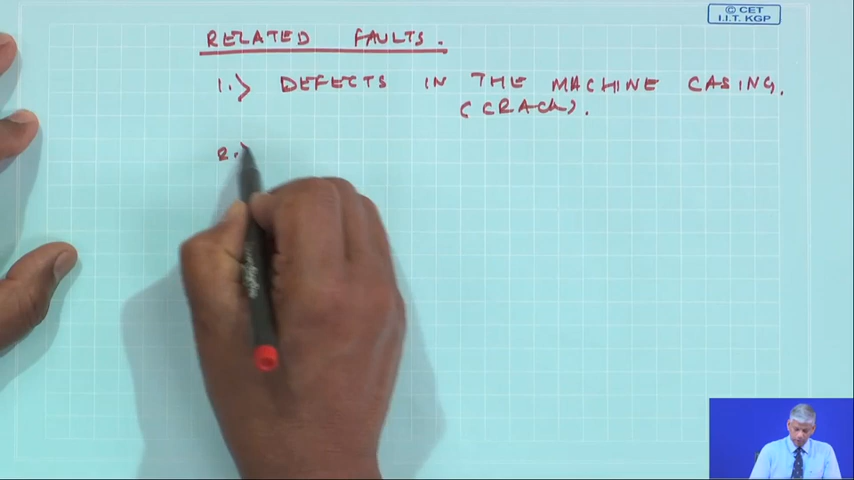 © CET
I.I.T. KGP
RELATED FAULTS.
1.) DEFECTS IN THE MACHINE CASING.
(CRACK).
2.)